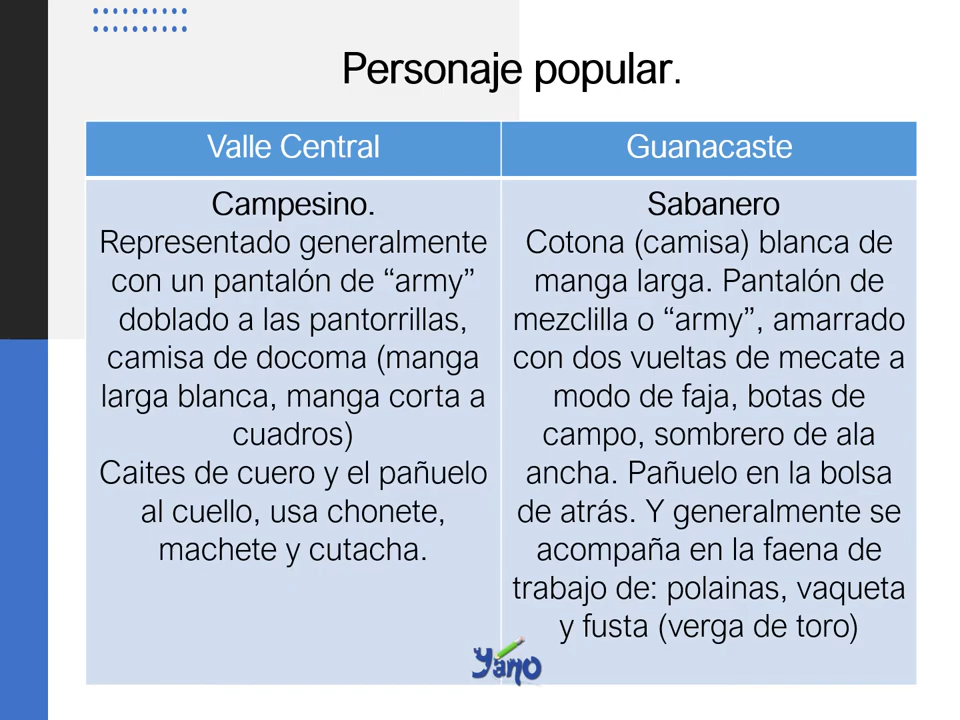 Personaje popular.
Valle Central
Guanacaste
Campesino.
Representado generalmente
con un pantalón de “army”
doblado a las pantorrillas,
camisa de docoma (manga
larga blanca, manga corta a
cuadros)
Caites de cuero y el pañuelo
al cuello, usa chonete,
machete y cutacha.
Sabanero
Cotona (camisa) blanca de
manga larga. Pantalón de
mezclilla o “army”, amarrado
con dos vueltas de mecate a
modo de faja, botas de
campo, sombrero de ala
ancha. Pañuelo en la bolsa
de atrás. Y generalmente se
acompaña en la faena de
trabajo de: polainas, vaqueta
y fusta (verga de toro)
Yano